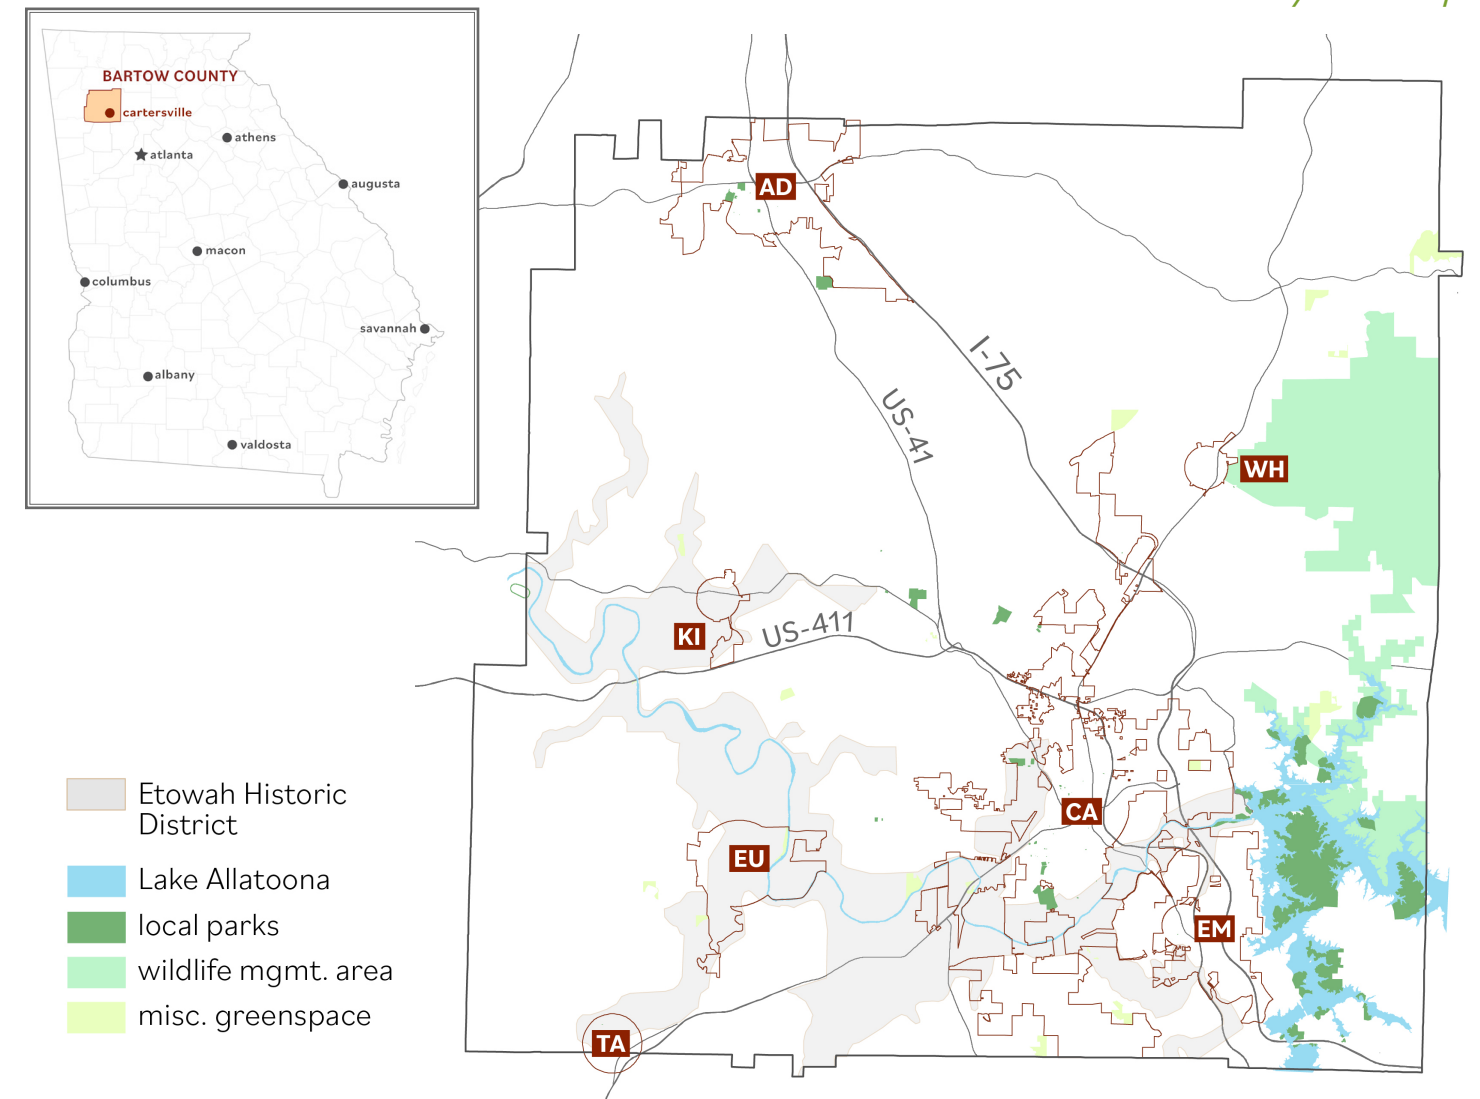 BARTOW COUNTY
cartersville
athens
atlanta
augusta
macon
columbus
savannah
albany
valdosta
AD
I-75
US-41
WH
KI
US-411
CA
EU
EM
TA
Etowah Historic
District
Lake Allatoona
local parks
wildlife mgmt. area
misc. greenspace